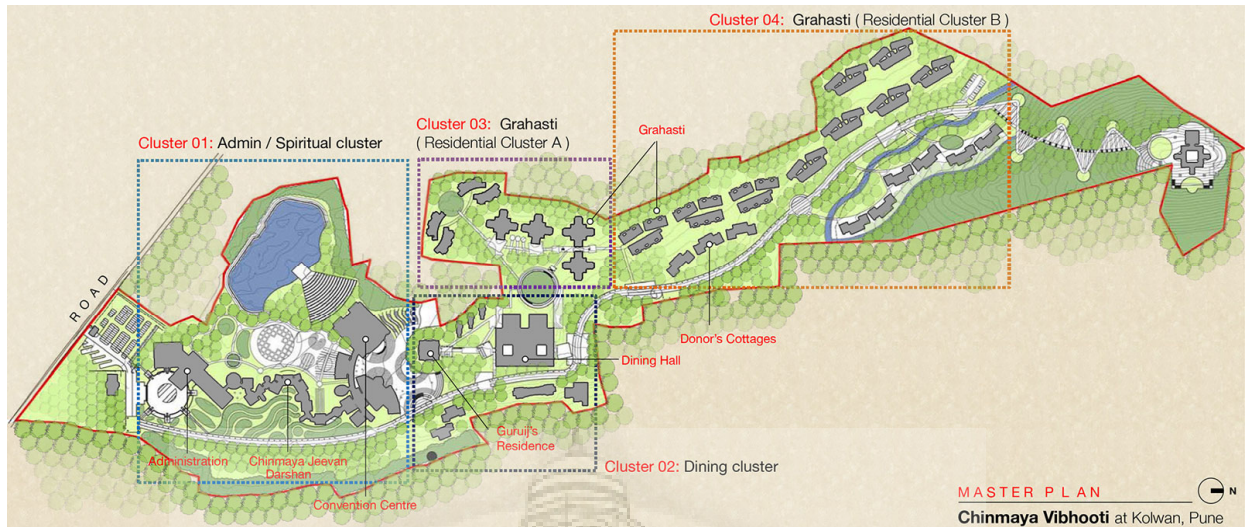 Cluster 04: Grahasti ( Residential Cluster B )
Cluster 03: Grahasti
( Residential Cluster A )
Grahasti
Cluster 01: Admin / Spiritual cluster
ROAD
Donor's Cottages
Dining Hall
Guruij's
Residence
Administration
Chinmaya Jeevan
Darshan
Convention Centre
Cluster 02: Dining cluster
MASTER PLAN
N
Chinmaya Vibhooti at Kolwan, Pune